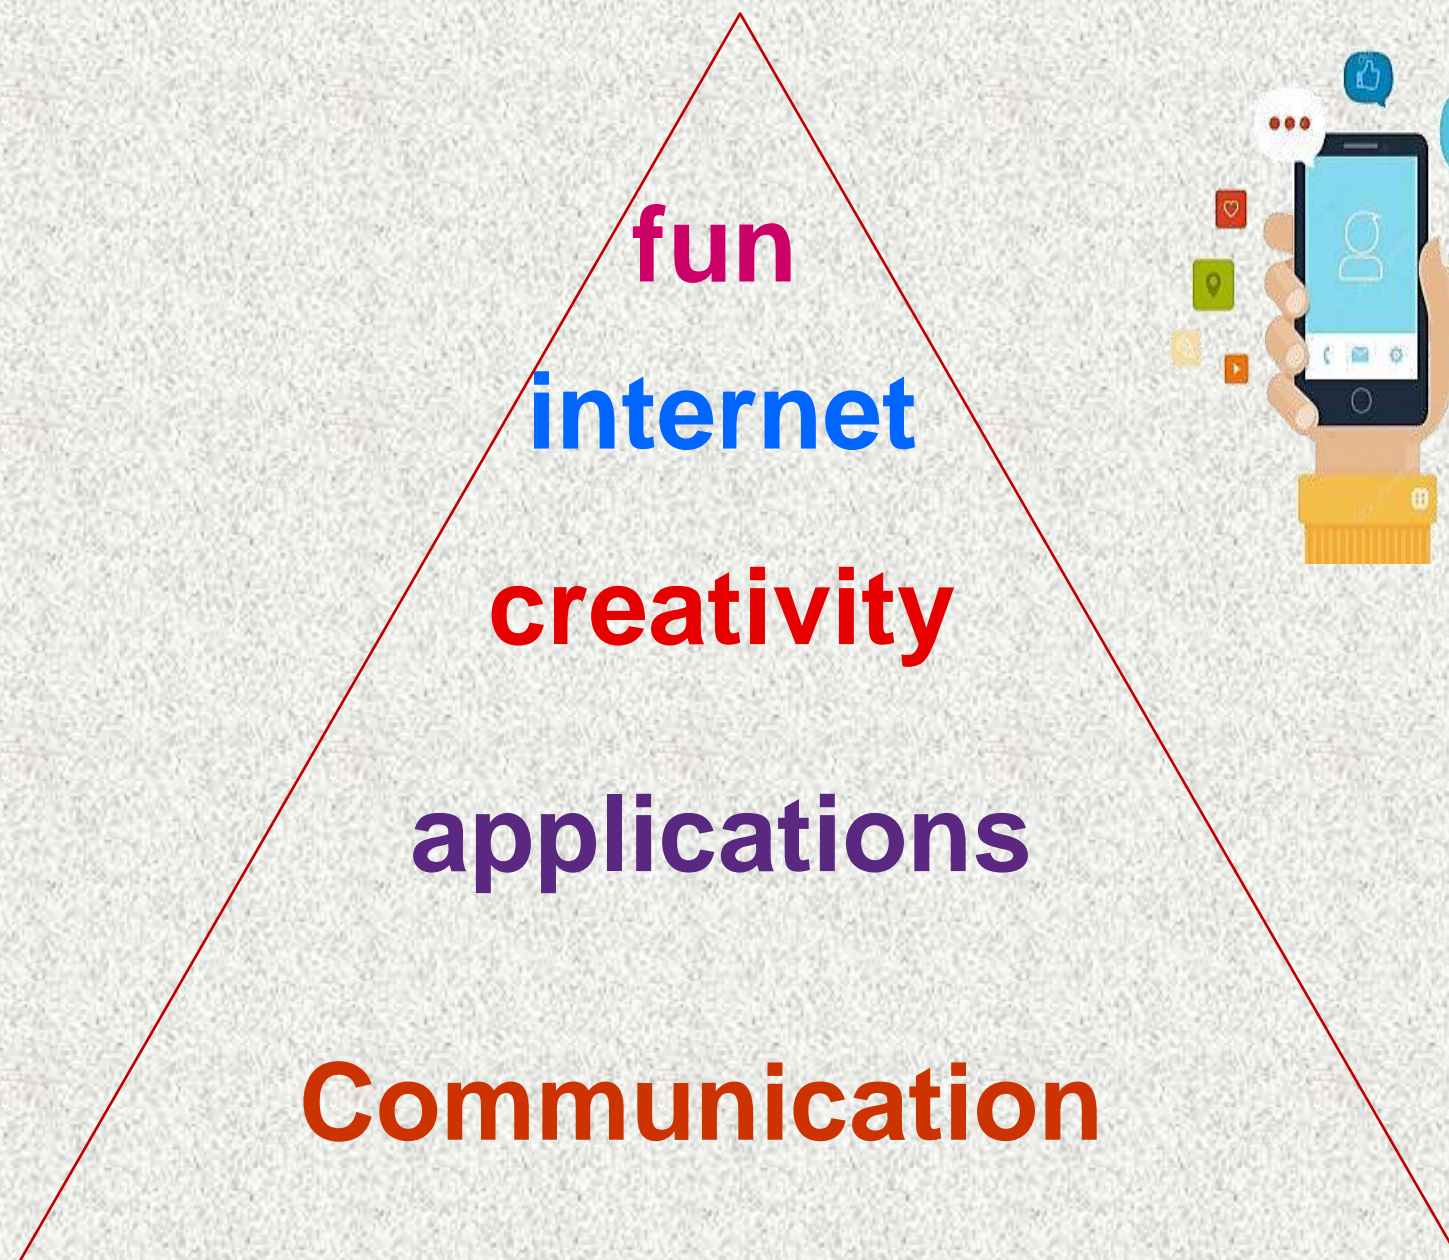 fun
internet
creativity
applications
Communication